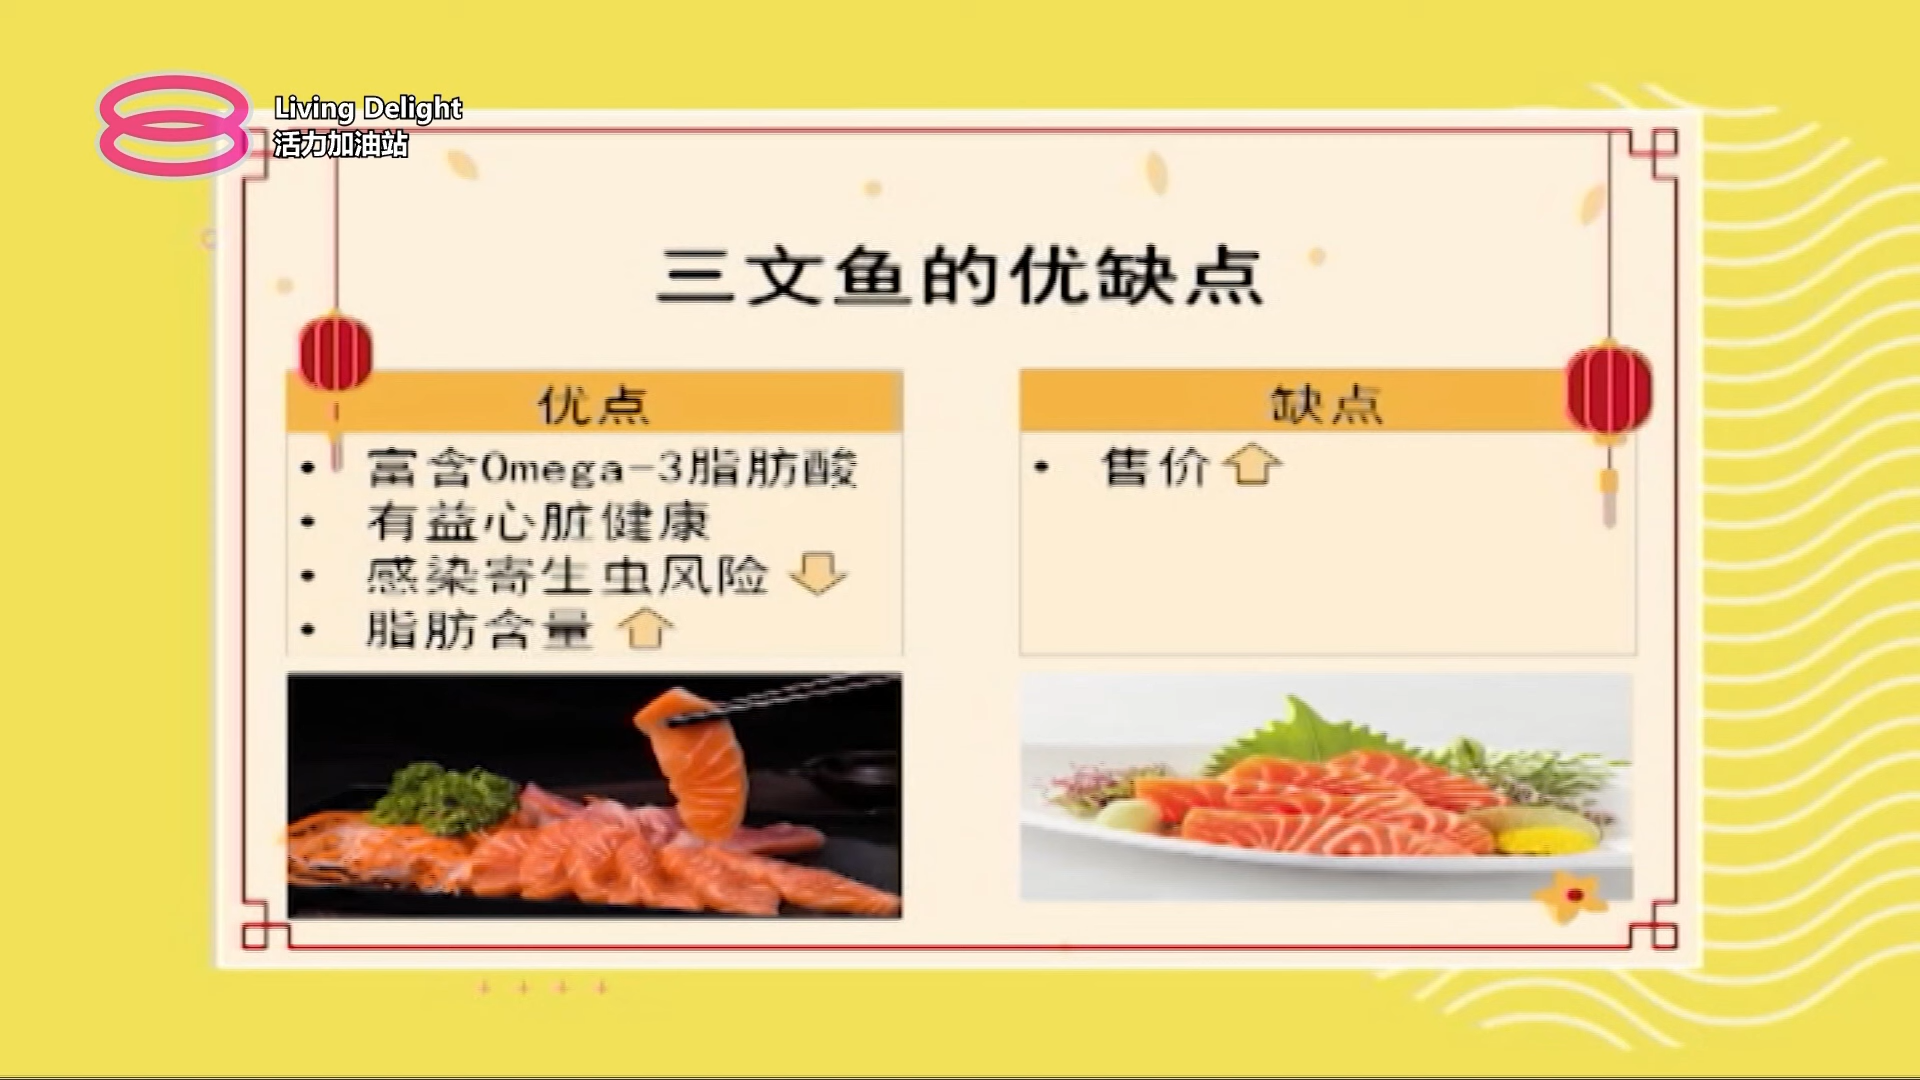 Living Delight
活力加油站
三文鱼的优缺点
优点
• 富含Omega-3脂肪酸
• 有益心脏健康
• 感染寄生虫风险
• 脂肪含量
缺点
• 售价